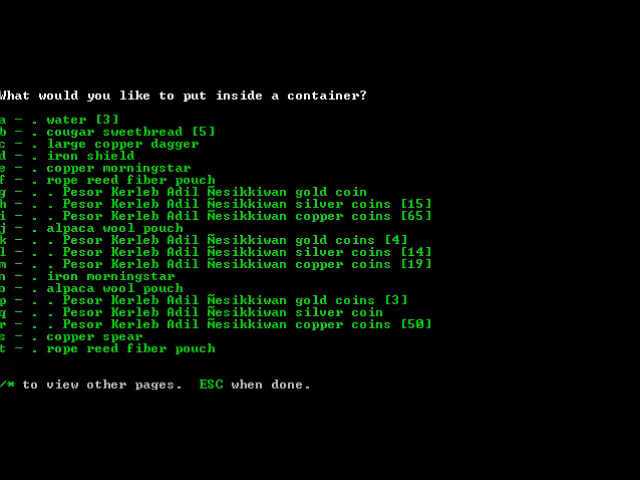 What would you like to put inside a container?
a - . water [3]
b - . cougar sweetbread [5]
c - . large copper dagger
d - . iron shield
e - . copper morningstar
f - . rope reed fiber pouch
g - . . Pesor Kerleb Adil Ñesikkiwan gold coin
h - . . Pesor Kerleb Adil Ñesikkiwan silver coins [15]
i - . . Pesor Kerleb Adil Ñesikkiwan copper coins [65]
j - . alpaca wool pouch
k - . . Pesor Kerleb Adil Ñesikkiwan gold coins [4]
l - . . Pesor Kerleb Adil Ñesikkiwan silver coins [14]
m - . . Pesor Kerleb Adil Ñesikkiwan copper coins [19]
n - . iron morningstar
o - . alpaca wool pouch
p - . . Pesor Kerleb Adil Ñesikkiwan gold coins [3]
q - . . Pesor Kerleb Adil Ñesikkiwan silver coin
r - . . Pesor Kerleb Adil Ñesikkiwan copper coins [50]
s - . copper spear
t - . rope reed fiber pouch
/* to view other pages.  ESC when done.